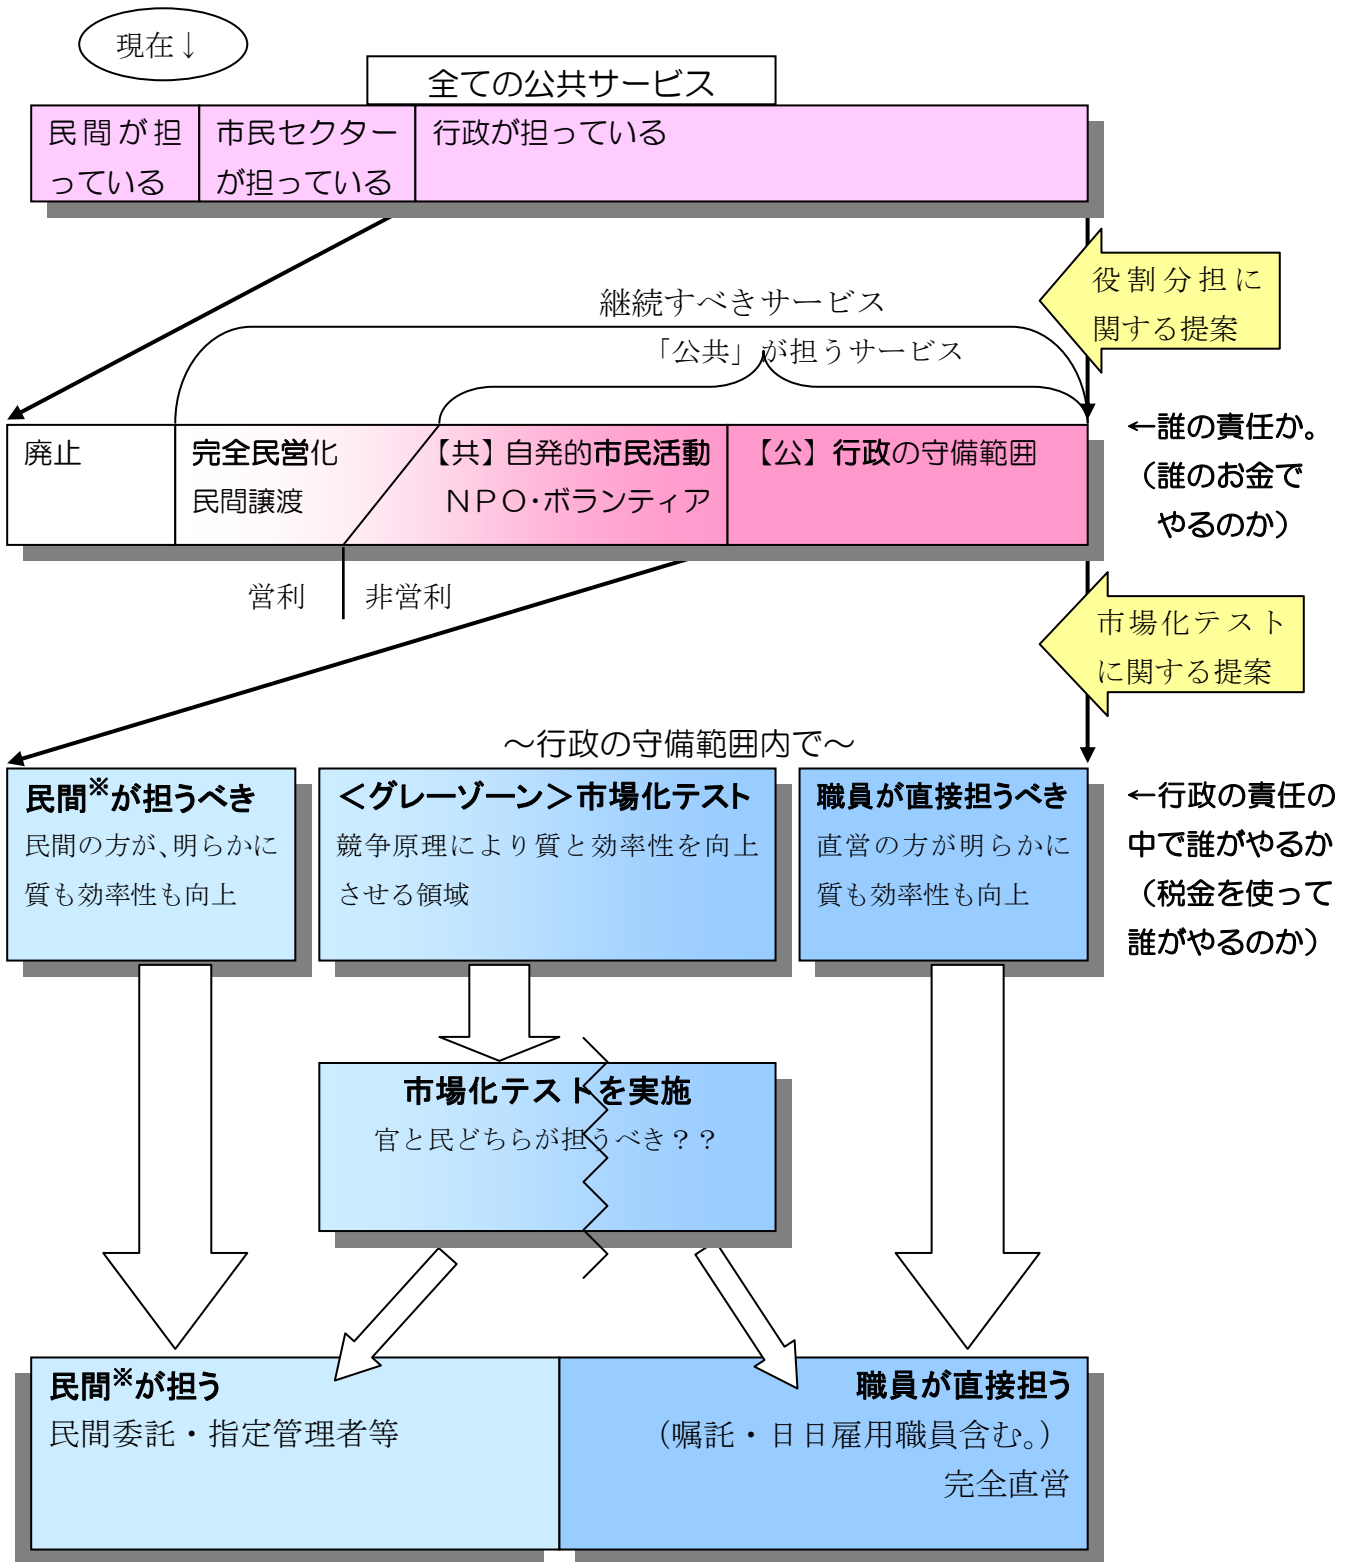 現在↓
全ての公共サービス
民間が担
っている
市民セクター
が担っている
行政が担っている
役割分担に
関する提案
継続すべきサービス
「公共」が担うサービス
廃止
完全民営化
民間譲渡
【共】自発的市民活動
NPO・ボランティア
【公】行政の守備範囲
←誰の責任か。
（誰のお金で
やるのか）
営利
非営利
市場化テスト
に関する提案
～行政の守備範囲内で～
民間※が担うべき
民間の方が、明らかに
質も効率性も向上
＜グレーゾーン＞市場化テスト
競争原理により質と効率性を向上
させる領域
職員が直接担うべき
直営の方が明らかに
質も効率性も向上
←行政の責任の
中で誰がやるか
（税金を使って
誰がやるのか）
市場化テストを実施
官と民どちらが担うべき？？
民間※が担う
民間委託・指定管理者等
職員が直接担う
（嘱託・日日雇用職員含む。）
完全直営